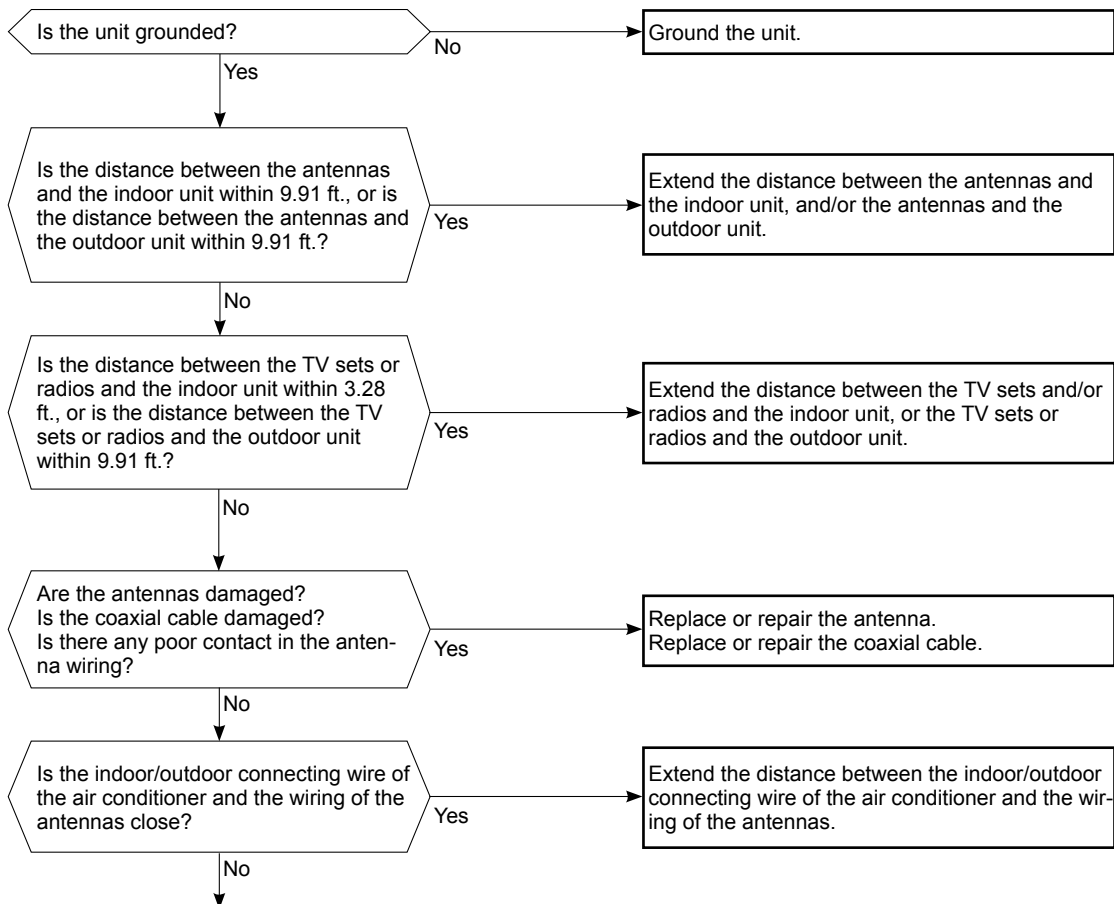 Is the unit grounded?
No
Ground the unit.
Yes
Is the distance between the antennas
and the indoor unit within 9.91 ft., or is
the distance between the antennas and
the outdoor unit within 9.91 ft.?
Yes
Extend the distance between the antennas and
the indoor unit, and/or the antennas and the
outdoor unit.
No
Is the distance between the TV sets or
radios and the indoor unit within 3.28
ft., or is the distance between the TV
sets or radios and the outdoor unit
within 9.91 ft.?
Yes
Extend the distance between the TV sets and/or
radios and the indoor unit, or the TV sets or
radios and the outdoor unit.
No
Are the antennas damaged?
Is the coaxial cable damaged?
Is there any poor contact in the anten-
na wiring?
Yes
Replace or repair the antenna.
Replace or repair the coaxial cable.
No
Is the indoor/outdoor connecting wire of
the air conditioner and the wiring of the
antennas close?
Yes
Extend the distance between the indoor/outdoor
connecting wire of the air conditioner and the wir-
ing of the antennas.
No